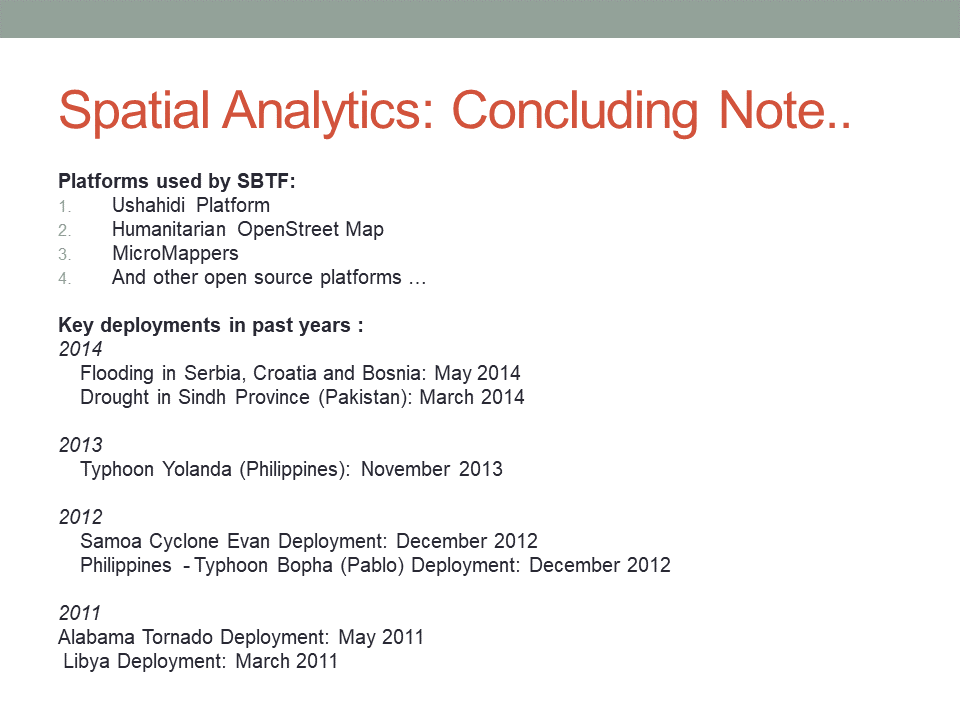 Spatial Analytics: Concluding Note..
Platforms used by SBTF:
1. Ushahidi Platform
2. Humanitarian OpenStreet Map
3. MicroMappers
4. And other open source platforms …
Key deployments in past years :
2014
Flooding in Serbia, Croatia and Bosnia: May 2014
Drought in Sindh Province (Pakistan): March 2014
2013
Typhoon Yolanda (Philippines): November 2013
2012
Samoa Cyclone Evan Deployment: December 2012
Philippines - Typhoon Bopha (Pablo) Deployment: December 2012
2011
Alabama Tornado Deployment: May 2011
Libya Deployment: March 2011